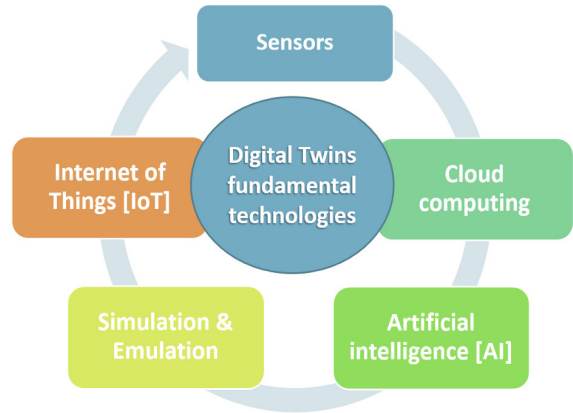 Sensors
Digital Twins
fundamental
technologies
Internet of
Things [IoT]
Cloud
computing
Simulation &
Emulation
Artificial
intelligence [AI]